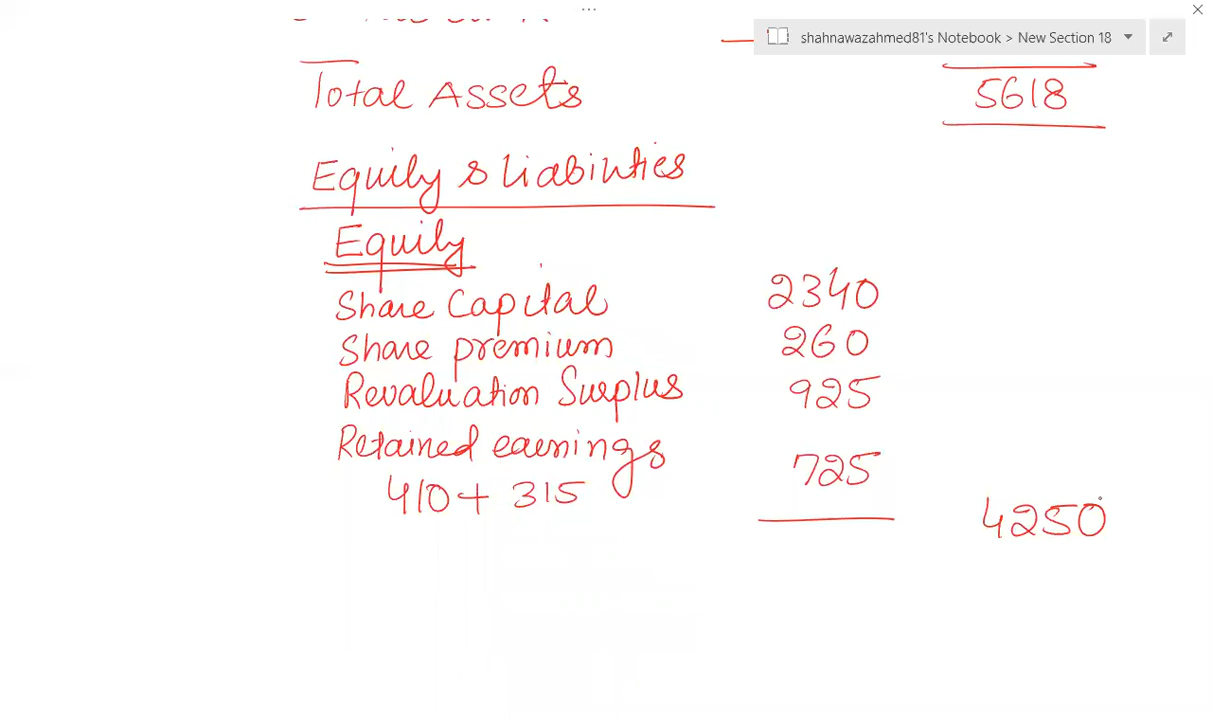 shahnawazahmed81's Notebook > New Section 18
Total Assets 5618
Equity & Liabilities
Equity
Share Capital 2340
Share premium 260
Revaluation Surplus 925
Retained earnings 725
410 + 315
4250